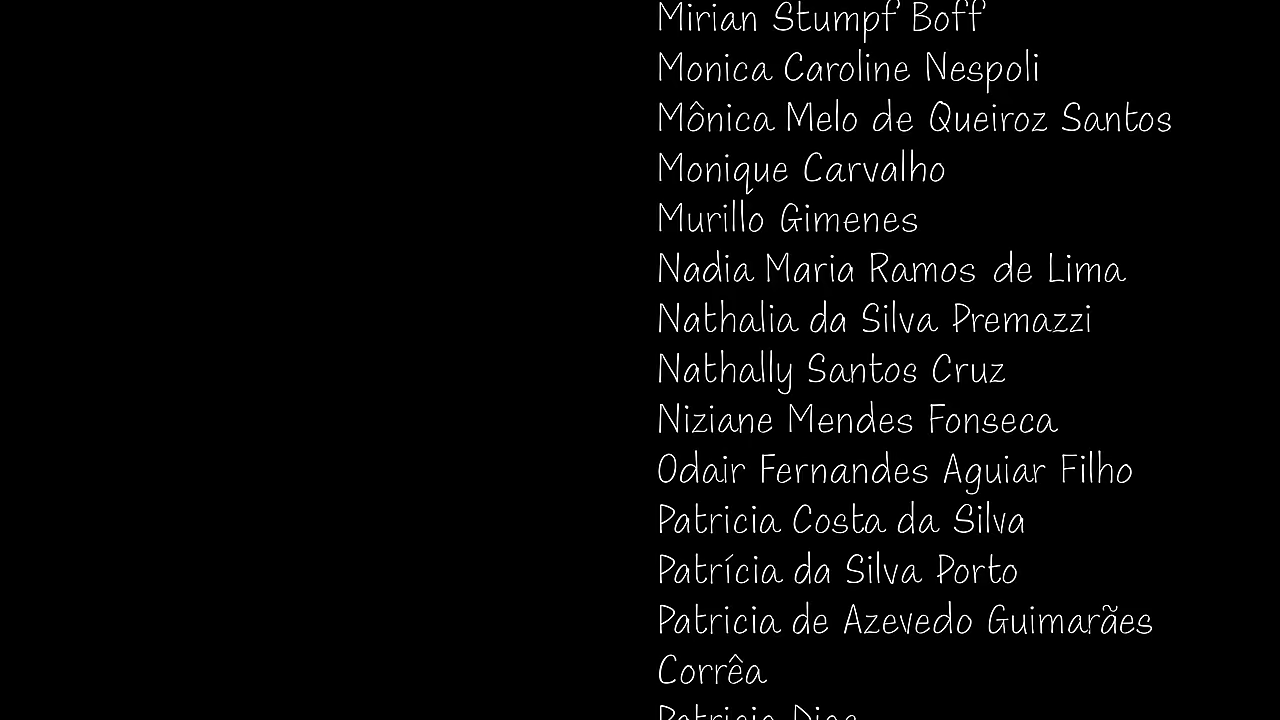 Mirian Stumpf Boff
Monica Caroline Nespoli
Mônica Melo de Queiroz Santos
Monique Carvalho
Murillo Gimenes
Nadia Maria Ramos de Lima
Nathalia da Silva Premazzi
Nathally Santos Cruz
Niziane Mendes Fonseca
Odair Fernandes Aguiar Filho
Patricia Costa da Silva
Patrícia da Silva Porto
Patricia de Azevedo Guimarães
Corrêa
Patricia